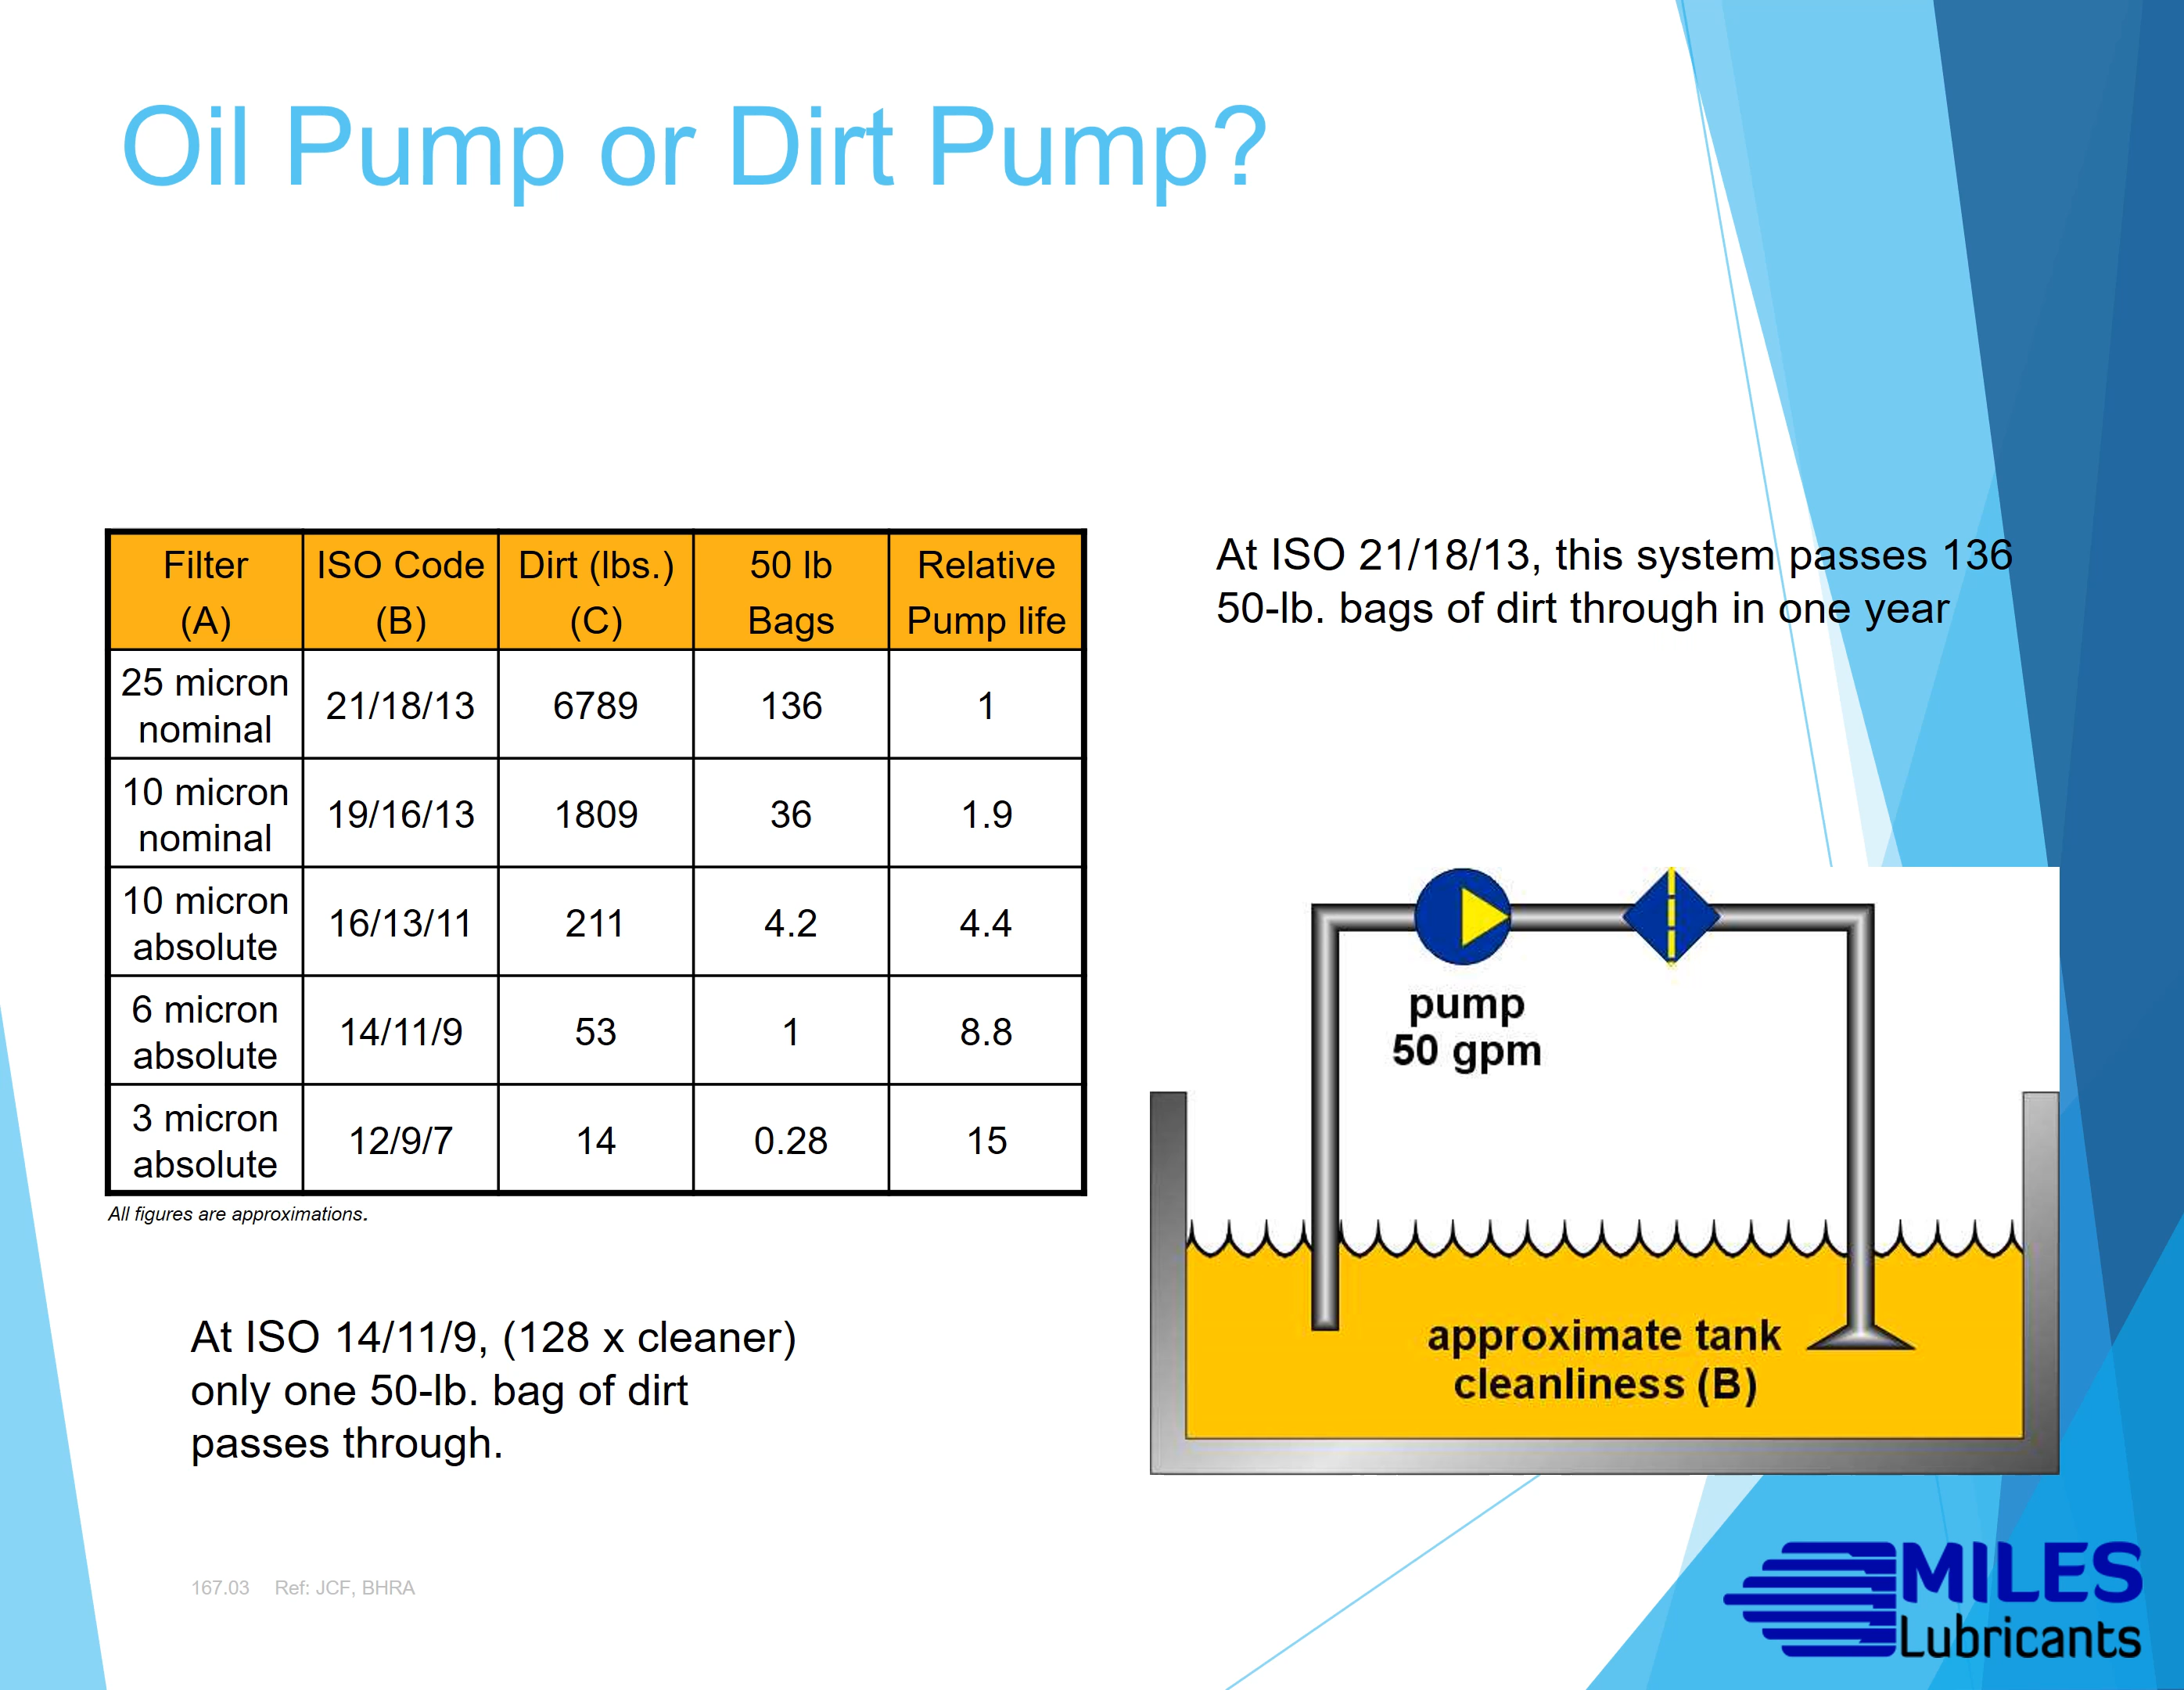 Oil Pump or Dirt Pump?
Filter (A) ISO Code (B) Dirt (lbs.) (C) 50 lb Bags Relative Pump life
25 micron nominal 21/18/13 6789 136 1
10 micron nominal 19/16/13 1809 36 1.9
10 micron absolute 16/13/11 211 4.2 4.4
6 micron absolute 14/11/9 53 1 8.8
3 micron absolute 12/9/7 14 0.28 15
All figures are approximations.
At ISO 21/18/13, this system passes 136
50-lb. bags of dirt through in one year
pump
50 gpm
approximate tank
cleanliness (B)
At ISO 14/11/9, (128 x cleaner)
only one 50-lb. bag of dirt
passes through.
167.03 Ref: JCF, BHRA
MILES
Lubricants